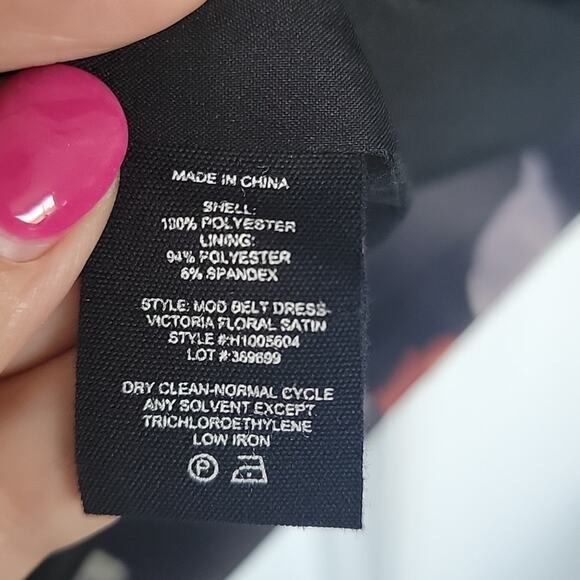 MADE IN CHINA
SHELL:
100% POLYESTER
LINING:
94% POLYESTER
6% SPANDEX
STYLE: MOD BELT DRESS-
VICTORIA FLORAL SATIN
STYLE #:H1005604
LOT #:389699
DRY CLEAN-NORMAL CYCLE
ANY SOLVENT EXCEPT
TRICHLOROETHYLENE
LOW IRON
P